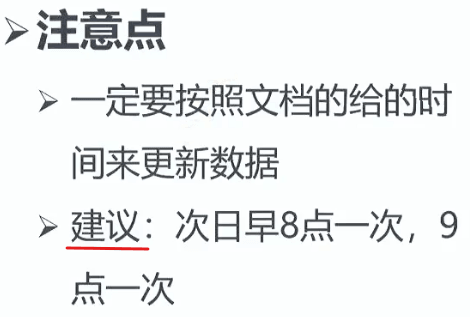 注意点
一定要按照文档的给的时
间来更新数据
建议：次日早8点一次，9
点一次